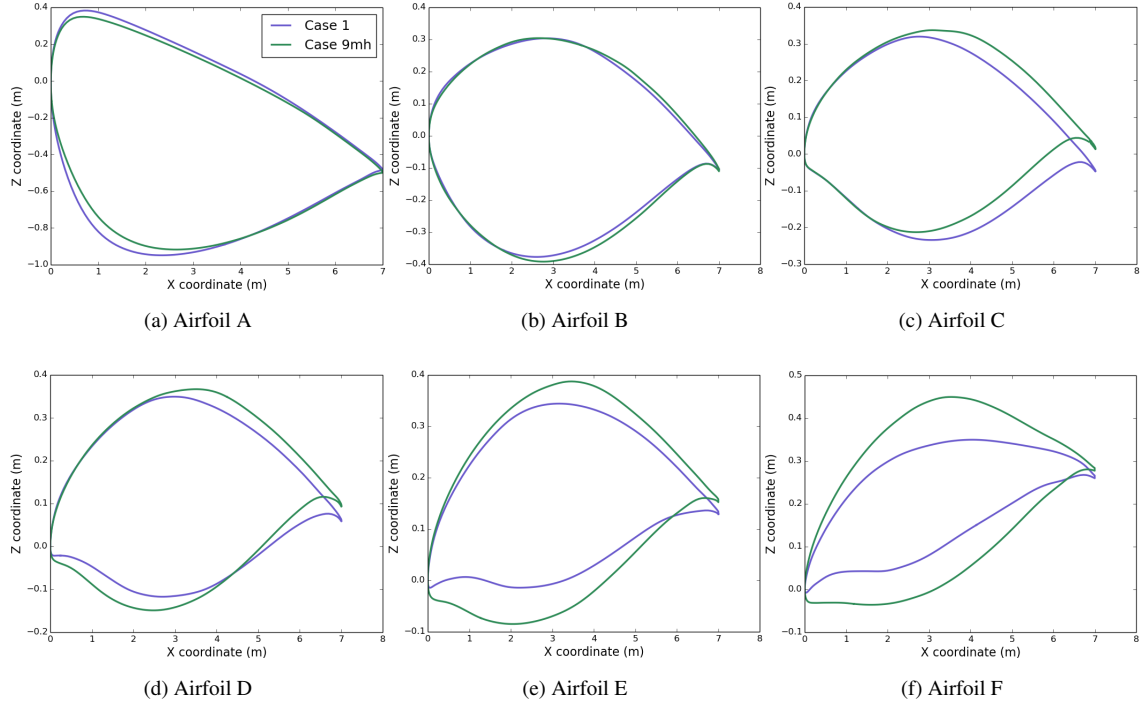 0.4
0.2
0.0
−0.2
−0.4
−0.6
−0.8
−1.0
0 1 2 3 4 5 6 7
Z coordinate (m)
X coordinate (m)
Case 1
Case 9mh
(a) Airfoil A
0.4
0.3
0.2
0.1
0.0
−0.1
−0.2
−0.3
−0.4
0 1 2 3 4 5 6 7 8
Z coordinate (m)
X coordinate (m)
(b) Airfoil B
0.4
0.3
0.2
0.1
0.0
−0.1
−0.2
−0.3
0 1 2 3 4 5 6 7 8
Z coordinate (m)
X coordinate (m)
(c) Airfoil C
0.4
0.3
0.2
0.1
0.0
−0.1
−0.2
0 1 2 3 4 5 6 7 8
Z coordinate (m)
X coordinate (m)
(d) Airfoil D
0.4
0.3
0.2
0.1
0.0
−0.1
0 1 2 3 4 5 6 7 8
Z coordinate (m)
X coordinate (m)
(e) Airfoil E
0.5
0.4
0.3
0.2
0.1
0.0
−0.1
0 1 2 3 4 5 6 7 8
Z coordinate (m)
X coordinate (m)
(f) Airfoil F